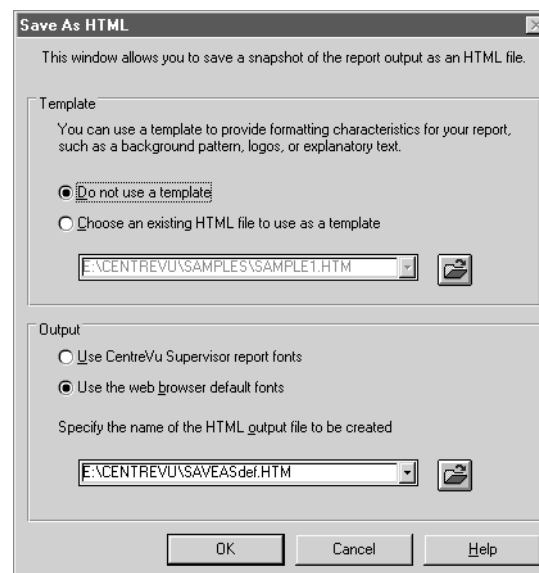 Save As HTML
This window allows you to save a snapshot of the report output as an HTML file.
Template
You can use a template to provide formatting characteristics for your report,
such as a background pattern, logos, or explanatory text.
Do not use a template
Choose an existing HTML file to use as a template
E:\CENTREVU\SAMPLES\SAMPLE1.HTM
Output
Use CentreVu Supervisor report fonts
Use the web browser default fonts
Specify the name of the HTML output file to be created
E:\CENTREVU\SAVEASdef.HTM
OK Cancel Help